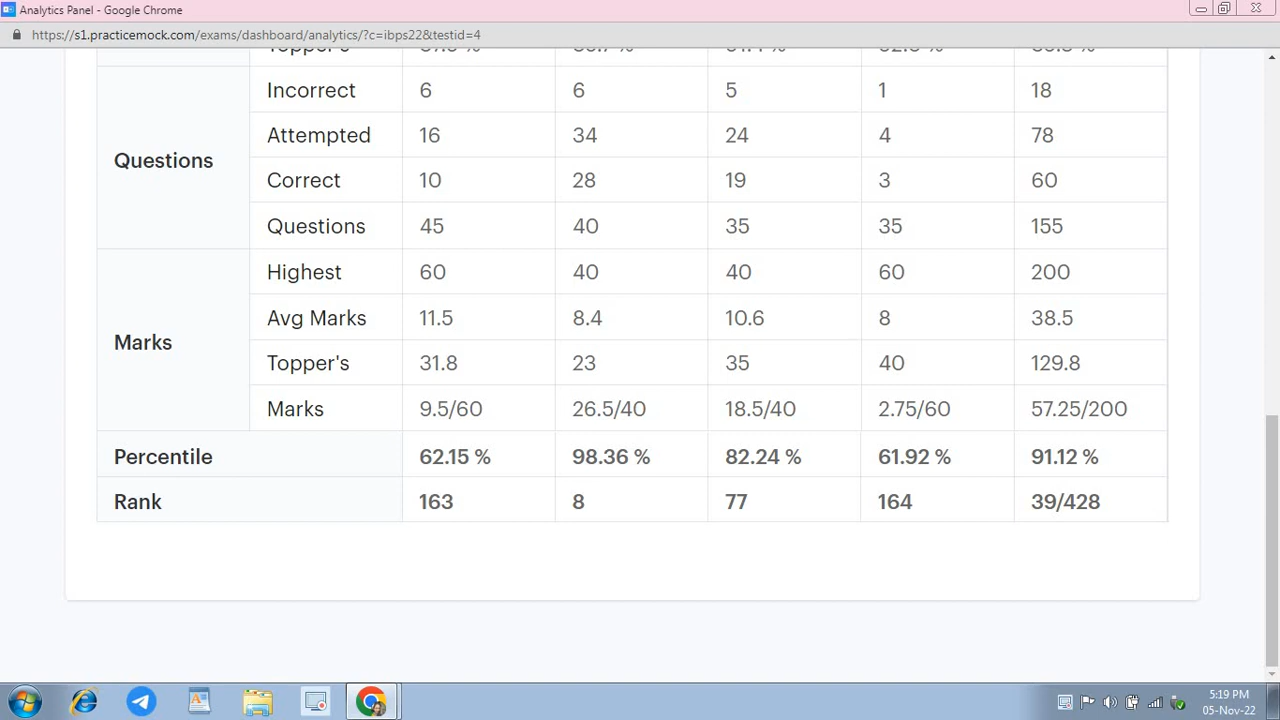 Analytics Panel - Google Chrome
https://s1.practicemock.com/exams/dashboard/analytics/?c=ibps22&testid=4
Topper's
Incorrect 6 6 5 1 18
Attempted 16 34 24 4 78
Questions
Correct 10 28 19 3 60
Questions 45 40 35 35 155
Highest 60 40 40 60 200
Avg Marks 11.5 8.4 10.6 8 38.5
Marks
Topper's 31.8 23 35 40 129.8
Marks 9.5/60 26.5/40 18.5/40 2.75/60 57.25/200
Percentile 62.15 % 98.36 % 82.24 % 61.92 % 91.12 %
Rank 163 8 77 164 39/428
5:19 PM
05-Nov-22